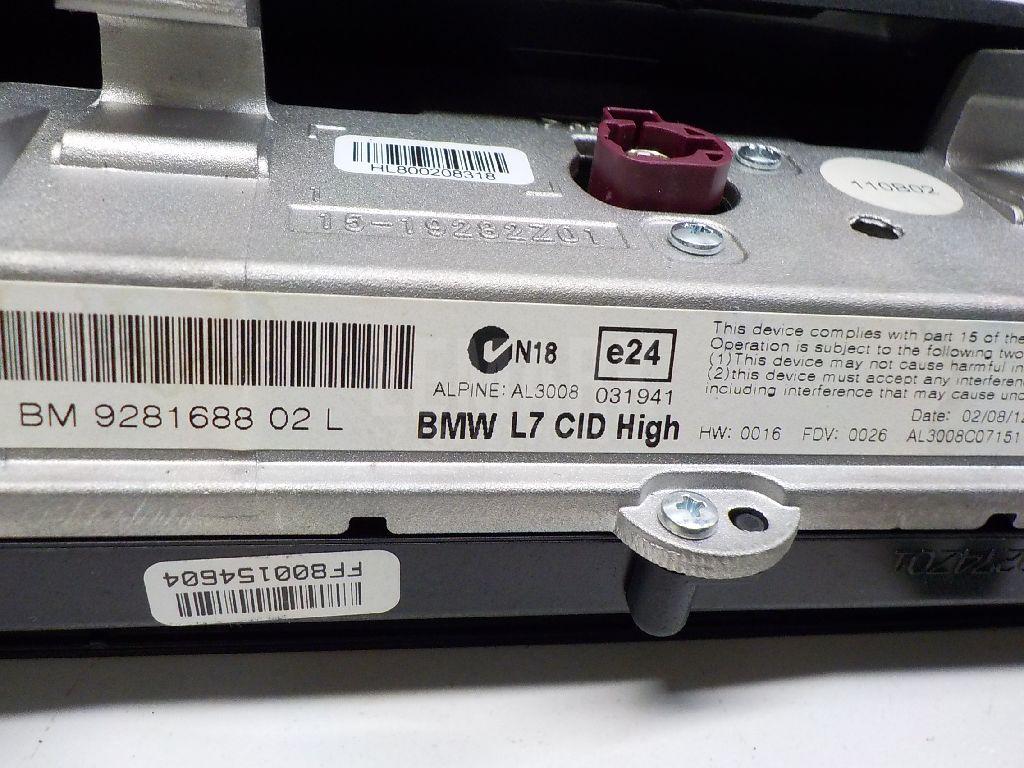 HL800208318
110B02
15-19282Z01
N18
e24
ALPINE: AL3008 031941
BM 9281688 02 L
BMW L7 CID High
This device complies with part 15 of the
Operation is subject to the following two
(1)This device may not cause harmful
(2)this device must accept any
including interference that may cause
Date: 02/08/12
HW: 0016 FDV: 0026 AL3008C07151
FF800154604